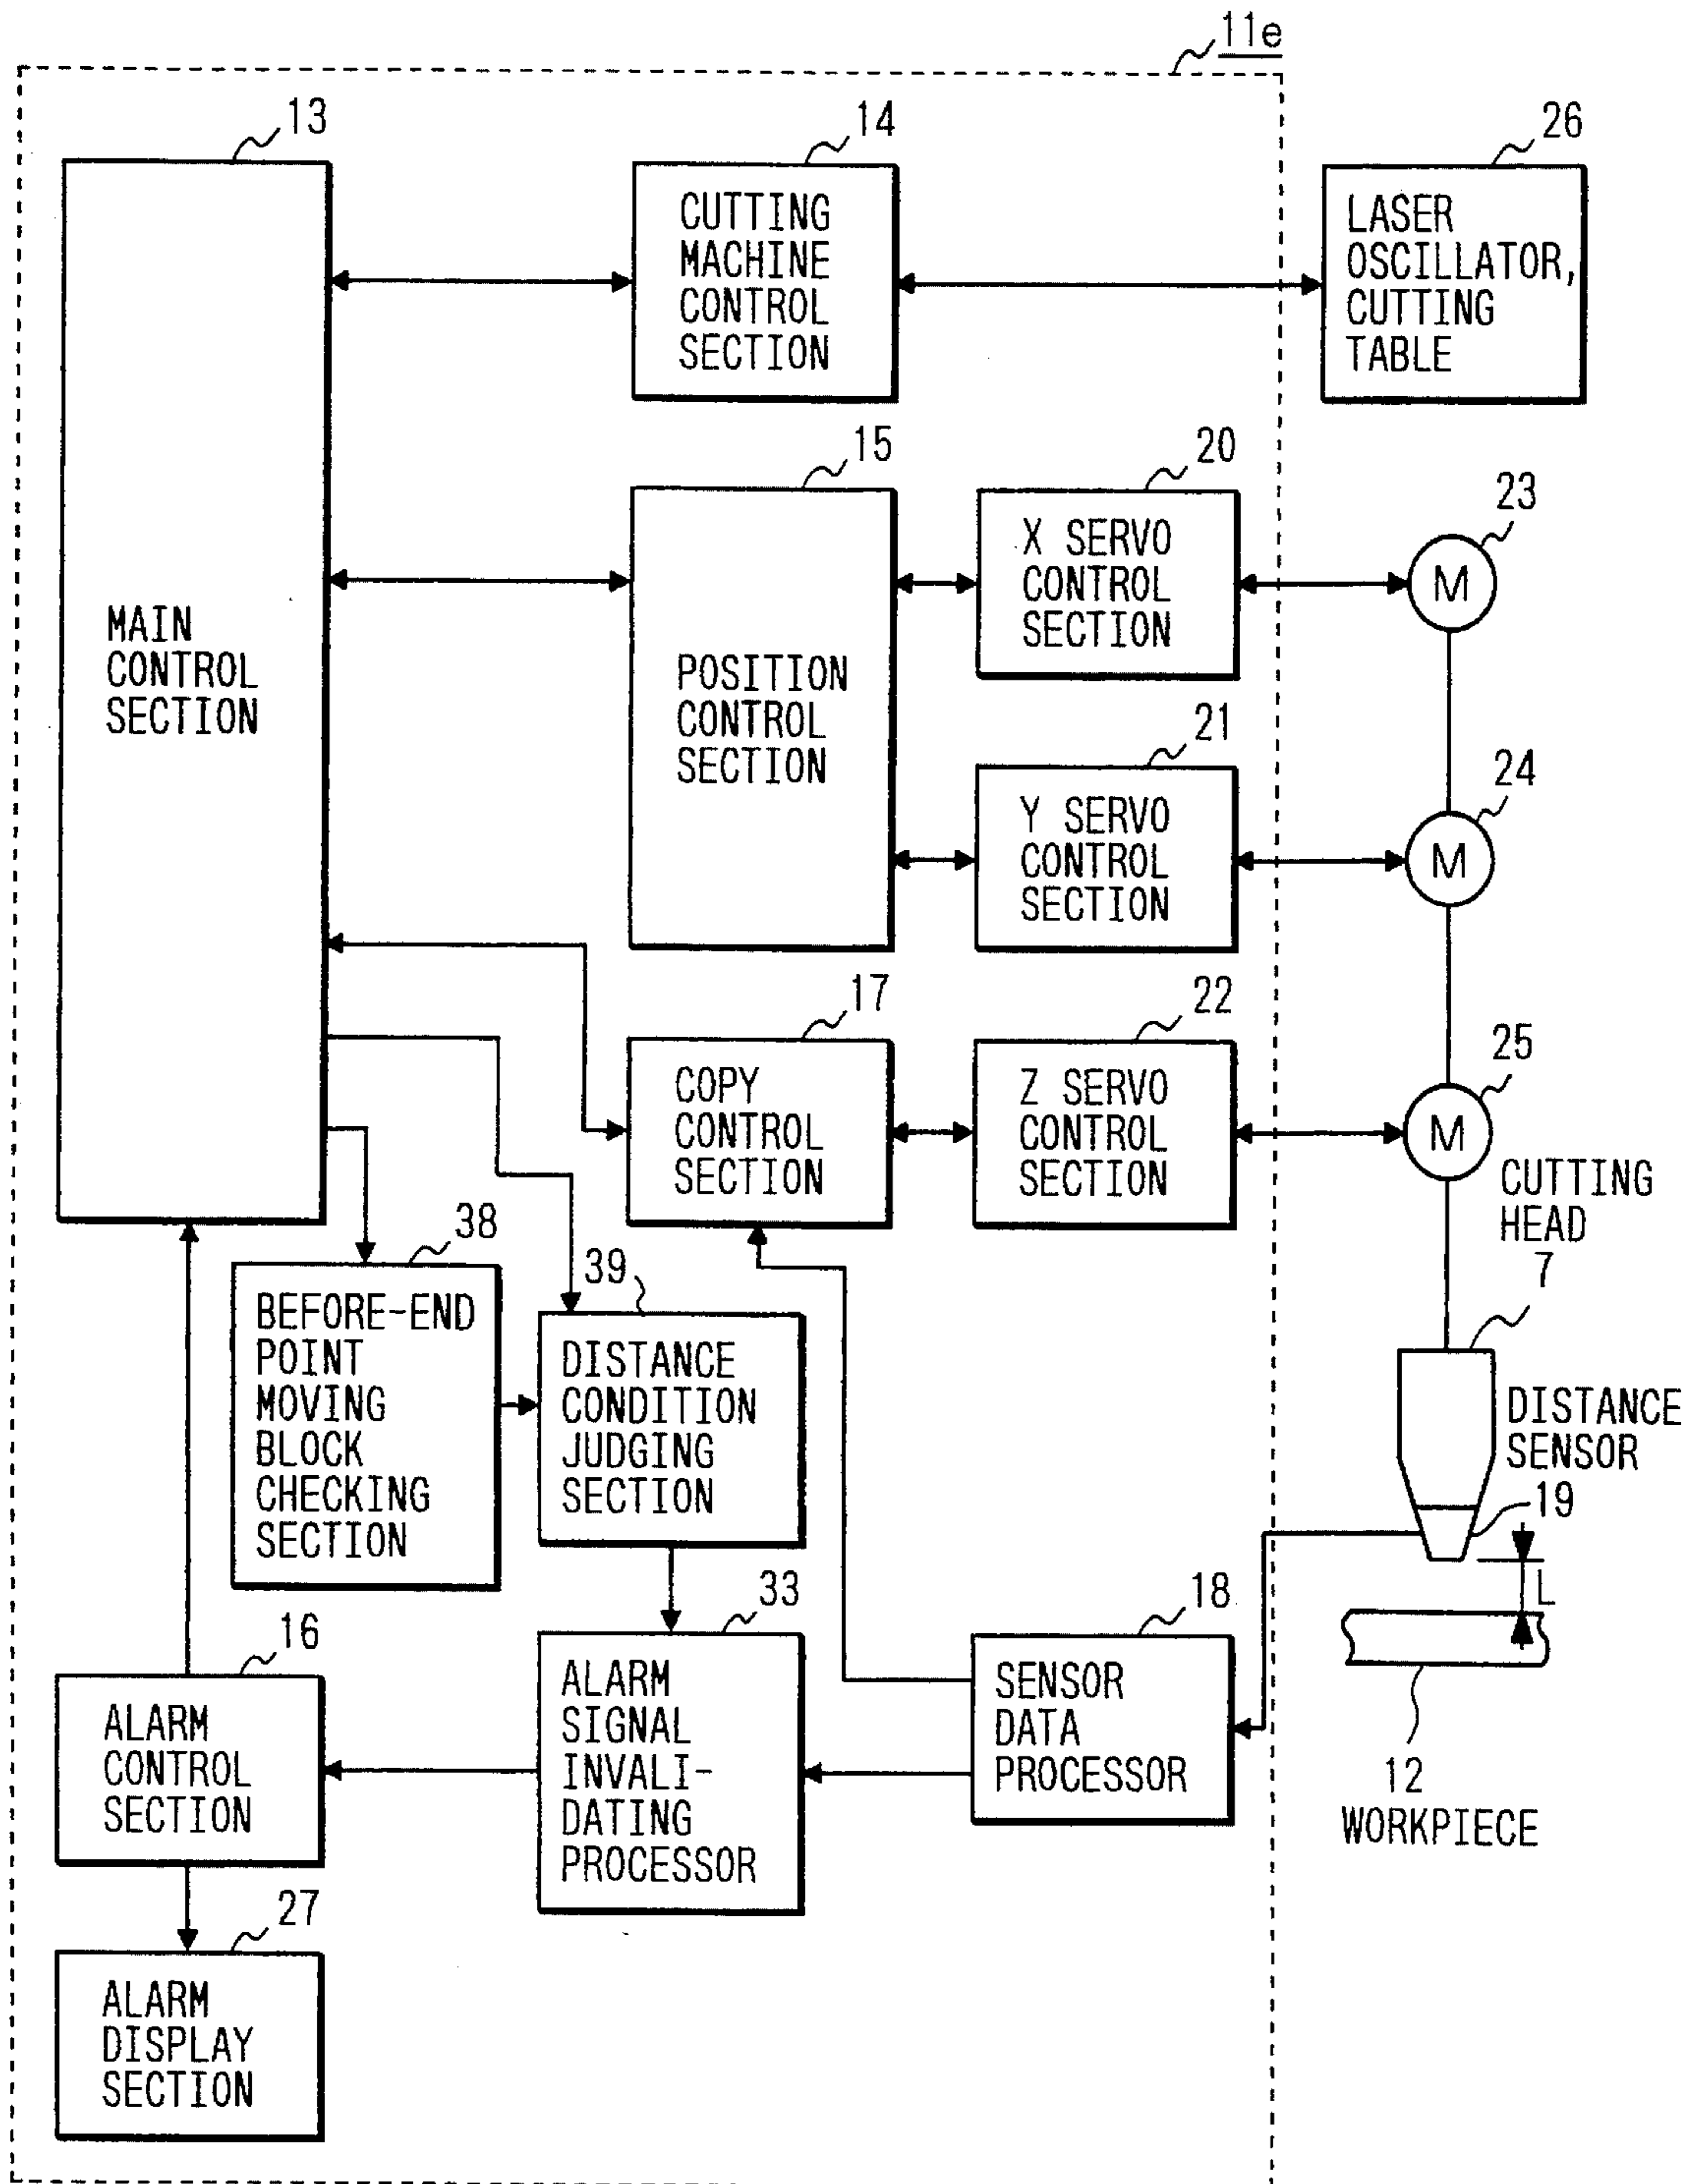 11e
13
14
26
CUTTING
MACHINE
CONTROL
SECTION
LASER
OSCILLATOR,
CUTTING
TABLE
15
20
23
X SERVO
CONTROL
SECTION
M
MAIN
CONTROL
SECTION
POSITION
CONTROL
SECTION
21
24
Y SERVO
CONTROL
SECTION
M
17
22
25
COPY
CONTROL
SECTION
Z SERVO
CONTROL
SECTION
M
CUTTING
HEAD
7
38
39
BEFORE-END
POINT
MOVING
BLOCK
CHECKING
SECTION
DISTANCE
CONDITION
JUDGING
SECTION
DISTANCE
SENSOR
19
L
16
33
18
ALARM
CONTROL
SECTION
ALARM
SIGNAL
INVALI-
DATING
PROCESSOR
SENSOR
DATA
PROCESSOR
12
WORKPIECE
27
ALARM
DISPLAY
SECTION